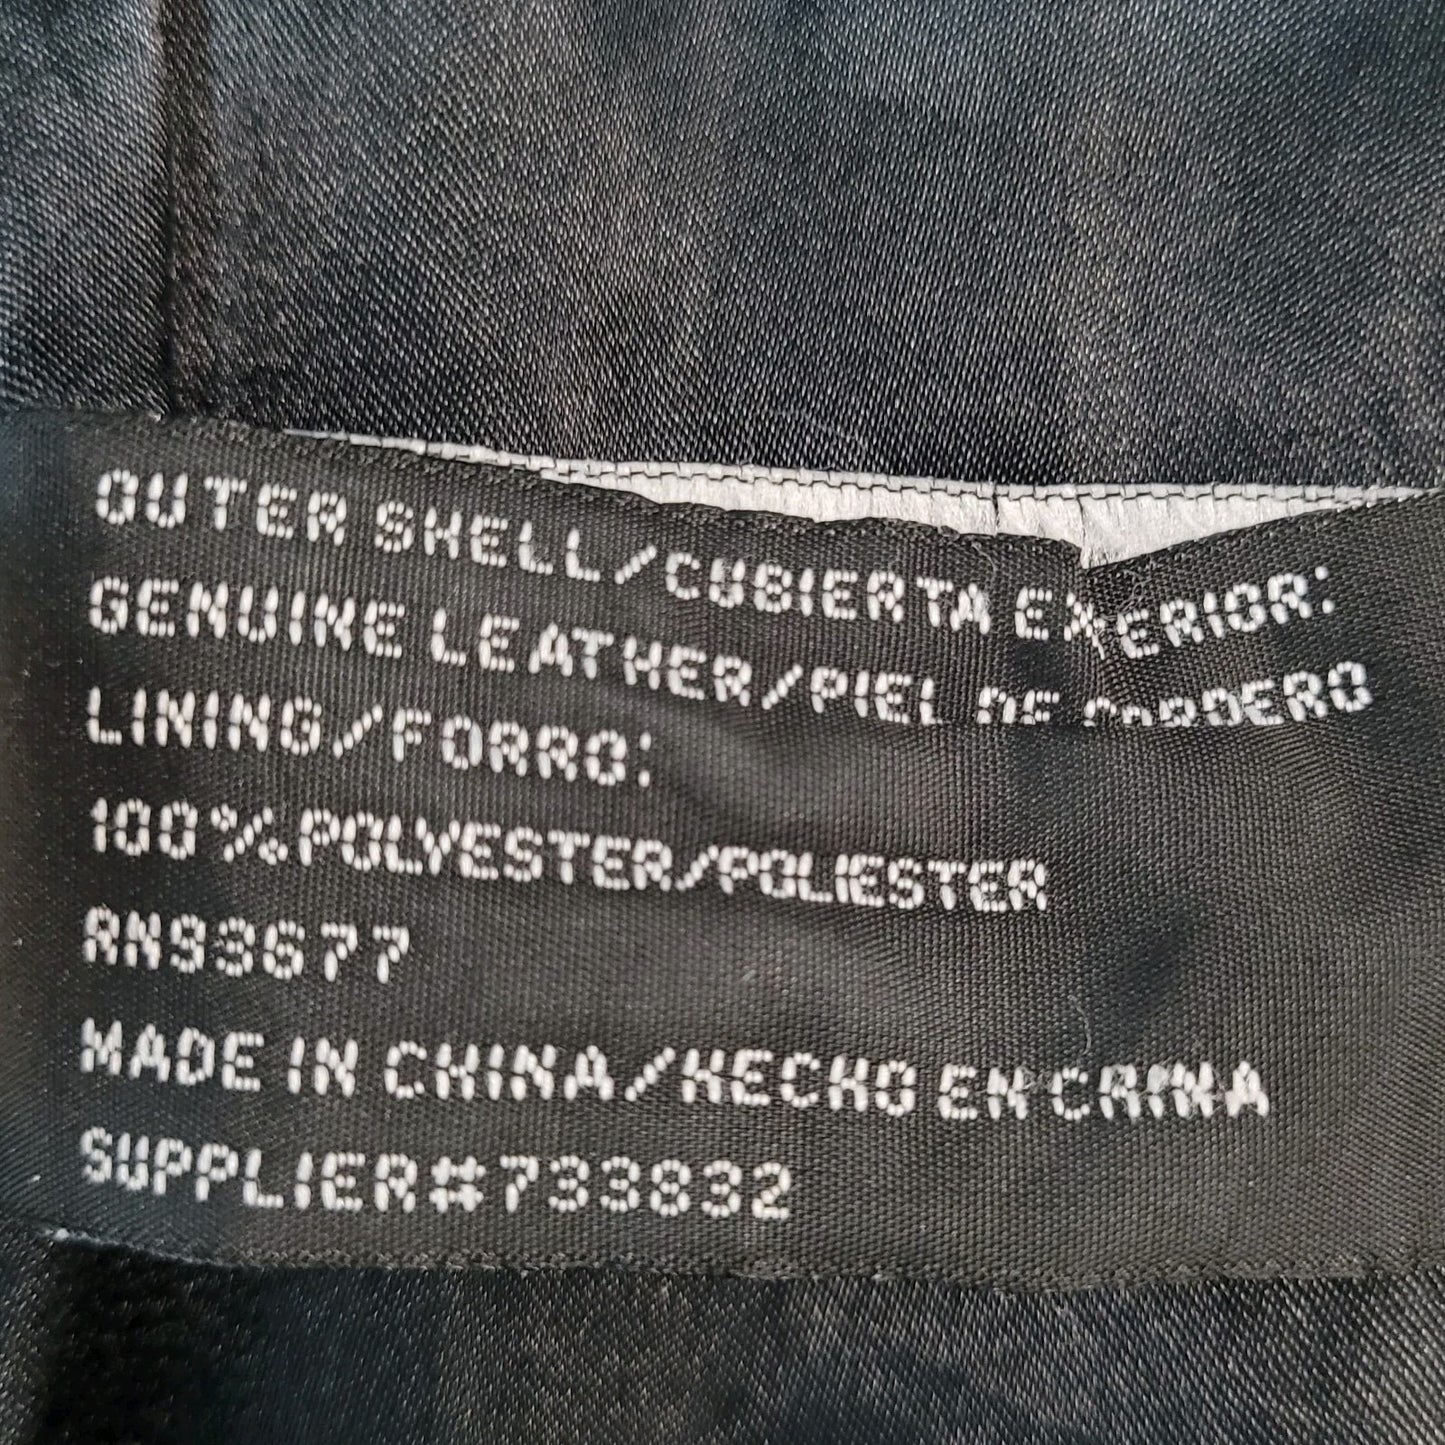 OUTER SHELL/CUBIERTA EXTERIOR:
GENUINE LEATHER/PIEL DE CORDERO
LINING/FORRO:
100%POLYESTER/POLIESTER
RN93677
MADE IN CHINA/HECHO EN CHINA
SUPPLIER#733832